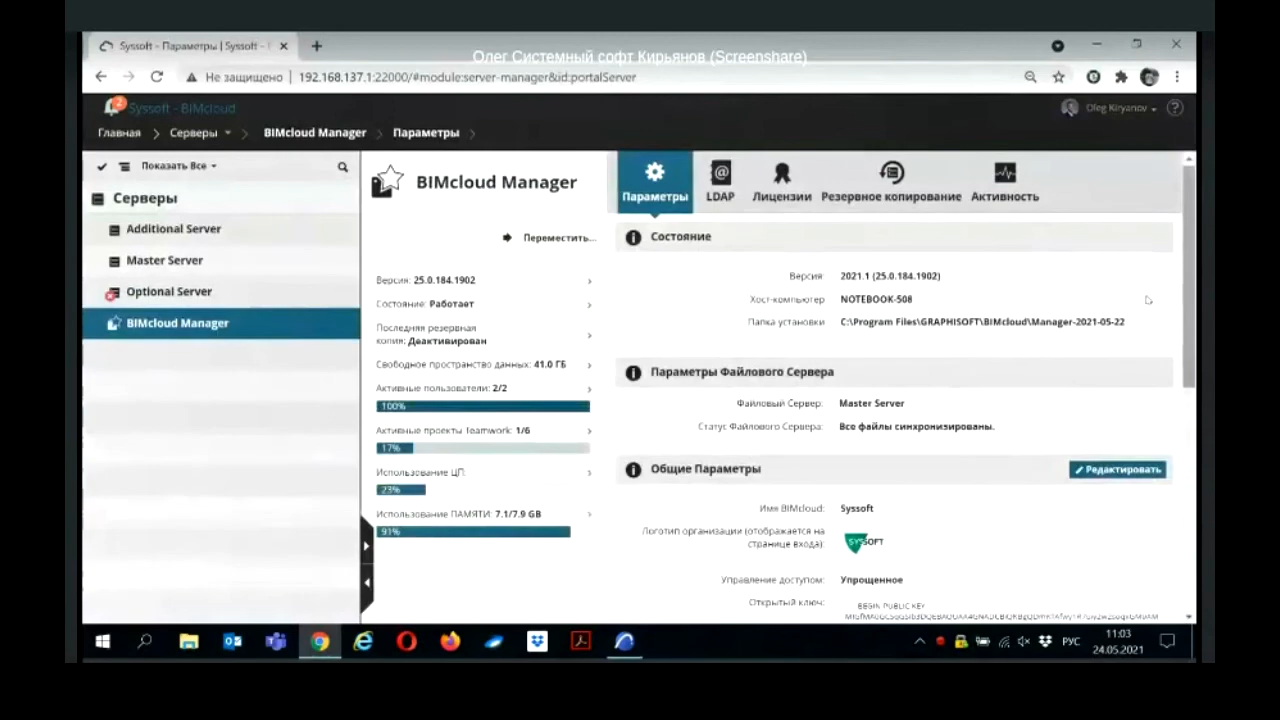 Syssoft - Параметры | Syssoft -
Олег Системный софт Кирьянов (Screenshare)
Не защищено | 192.168.137.1:22000/#module:server-manager&id:portalServer
2
Syssoft - BIMcloud
Oleg Kiryanov
Главная
Серверы
BIMcloud Manager
Параметры
Показать Все
Серверы
Additional Server
Master Server
Optional Server
BIMcloud Manager
BIMcloud Manager
Переместить...
Версия: 25.0.184.1902
Состояние: Работает
Последняя резервная
копия: Деактивирован
Свободное пространство данных: 41.0 ГБ
Активные пользователи: 2/2
100%
Активные проекты Teamwork: 1/6
17%
Использование ЦП:
23%
Использование ПАМЯТИ: 7.1/7.9 GB
91%
Параметры
LDAP
Лицензии
Резервное копирование
Активность
Состояние
Версия: 2021.1 (25.0.184.1902)
Хост-компьютер NOTEBOOK-508
Папка установки C:\Program Files\GRAPHISOFT\BIMcloud\Manager-2021-05-22
Параметры Файлового Сервера
Файловый Сервер: Master Server
Статус Файлового Сервера: Все файлы синхронизированы.
Общие Параметры
Редактировать
Имя BIMcloud: Syssoft
Логотип организации (отображается на
странице входа):
SYSSOFT
Управление доступом: Упрощенное
Открытый ключ: BEGIN PUBLIC KEY
РУС
11:03
24.05.2021